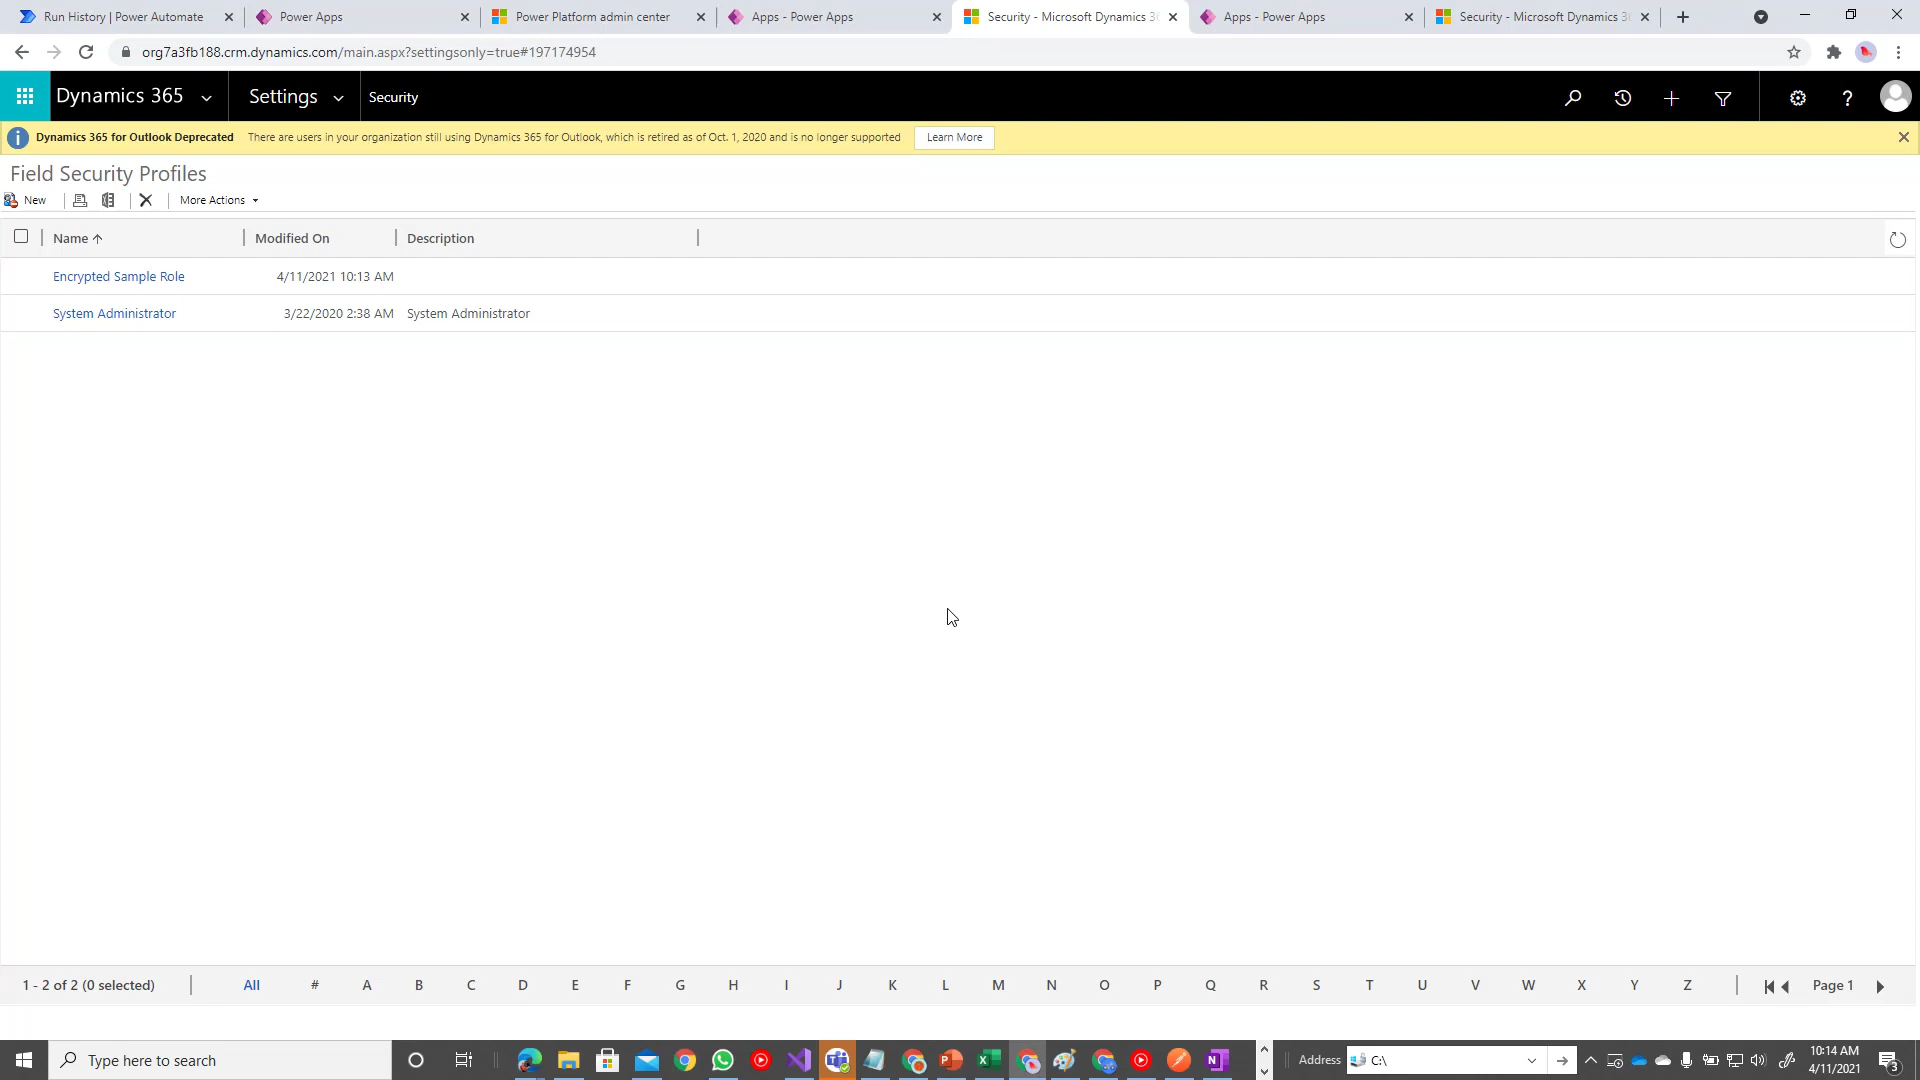 Run History | Power Automate
Power Apps
Power Platform admin center
Apps - Power Apps
Security - Microsoft Dynamics 36
Apps - Power Apps
Security - Microsoft Dynamics 36
org7a3fb188.crm.dynamics.com/main.aspx?settingsonly=true#197174954
Dynamics 365
Settings
Security
Dynamics 365 for Outlook Deprecated There are users in your organization still using Dynamics 365 for Outlook, which is retired as of Oct. 1, 2020 and is no longer supported Learn More
Field Security Profiles
New More Actions
Name Modified On Description
Encrypted Sample Role 4/11/2021 10:13 AM
System Administrator 3/22/2020 2:38 AM System Administrator
1 - 2 of 2 (0 selected) All # A B C D E F G H I J K L M N O P Q R S T U V W X Y Z Page 1
Type here to search
Address C:\
10:14 AM
4/11/2021
3